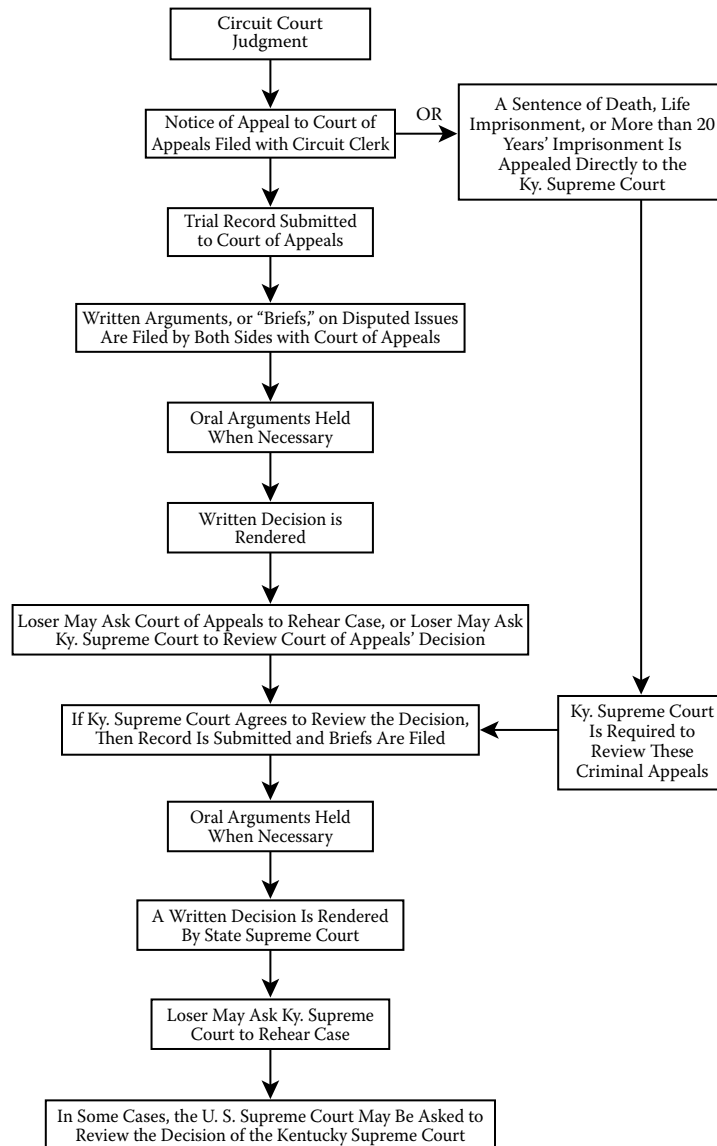 Circuit Court
Judgment
Notice of Appeal to Court of
Appeals Filed with Circuit Clerk
OR
A Sentence of Death, Life
Imprisonment, or More than 20
Years’ Imprisonment Is
Appealed Directly to the
Ky. Supreme Court
Trial Record Submitted
to Court of Appeals
Written Arguments, or “Briefs,” on Disputed Issues
Are Filed by Both Sides with Court of Appeals
Oral Arguments Held
When Necessary
Written Decision is
Rendered
Loser May Ask Court of Appeals to Rehear Case, or Loser May Ask
Ky. Supreme Court to Review Court of Appeals’ Decision
If Ky. Supreme Court Agrees to Review the Decision,
Then Record Is Submitted and Briefs Are Filed
Ky. Supreme Court
Is Required to
Review These
Criminal Appeals
Oral Arguments Held
When Necessary
A Written Decision Is Rendered
By State Supreme Court
Loser May Ask Ky. Supreme
Court to Rehear Case
In Some Cases, the U. S. Supreme Court May Be Asked to
Review the Decision of the Kentucky Supreme Court